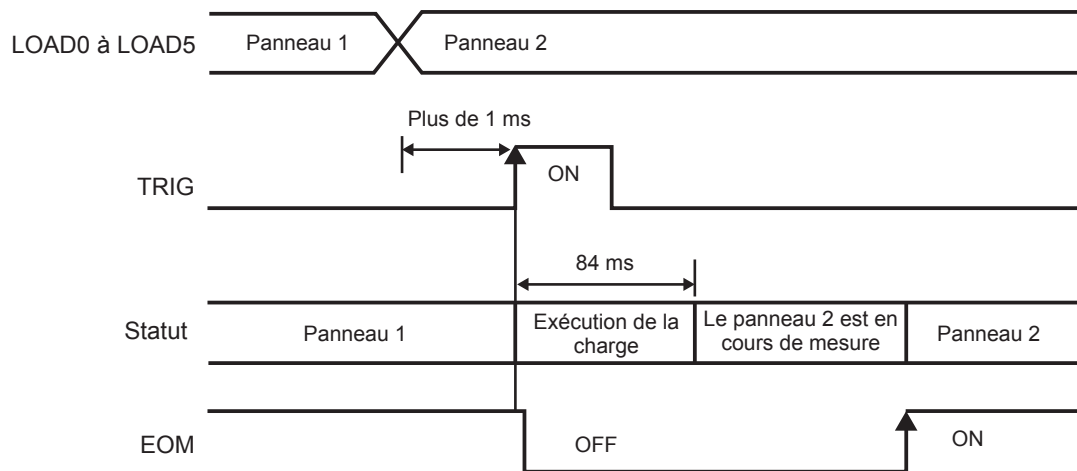 LOAD0 à LOAD5
Panneau 1
Panneau 2
Plus de 1 ms
TRIG
ON
84 ms
Statut
Panneau 1
Exécution de la
charge
Le panneau 2 est en
cours de mesure
Panneau 2
EOM
OFF
ON